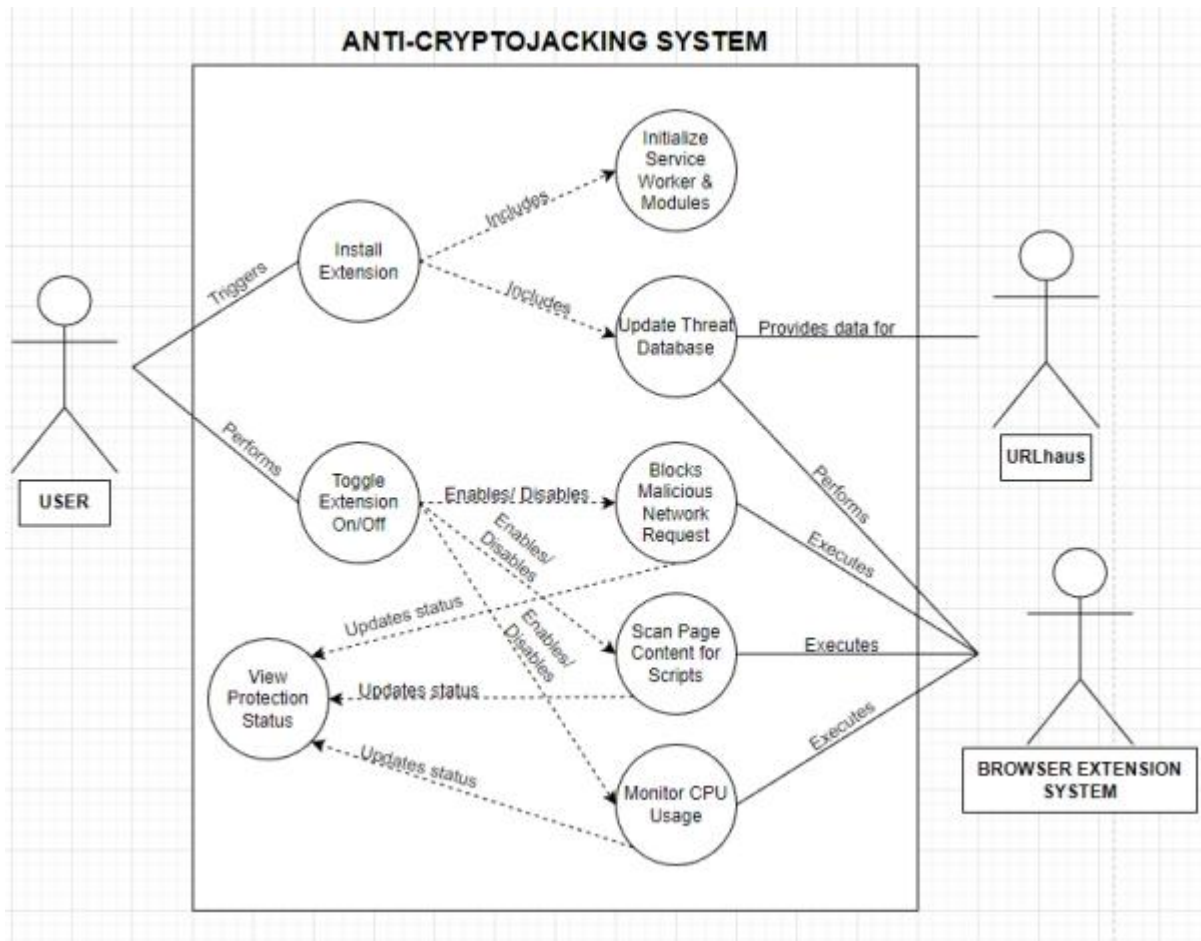 ANTI-CRYPTOJACKING SYSTEM
Initialize
Service
Worker &
Modules
Includes
Install
Extension
Triggers
Includes
Update Threat
Database
Provides data for
URLhaus
USER
Performs
Toggle
Extension
On/Off
Enables/ Disables
Blocks
Malicious
Network
Request
Performs
Executes
Enables/
Disables
Enables/
Disables
Updates status
Scan Page
Content for
Scripts
Executes
View
Protection
Status
Updates status
Updates status
Monitor CPU
Usage
Executes
BROWSER EXTENSION
SYSTEM